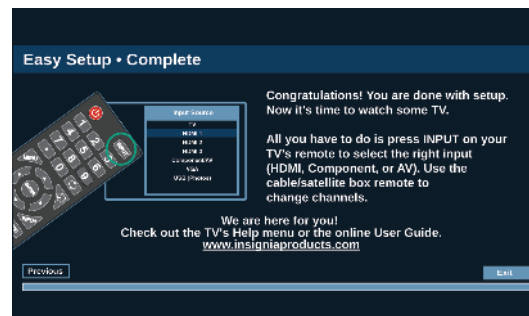 Easy Setup • Complete
Congratulations! You are done with setup.
Now it's time to watch some TV.
Input Source
TV
HDMI 1
HDMI 2
HDMI 3
Component/AV
VGA
USB (Photos)
All you have to do is press INPUT on your
TV's remote to select the right input
(HDMI, Component, or AV). Use the
cable/satellite box remote to
change channels.
We are here for you!
Check out the TV's Help menu or the online User Guide.
www.insigniaproducts.com
Previous
Exit